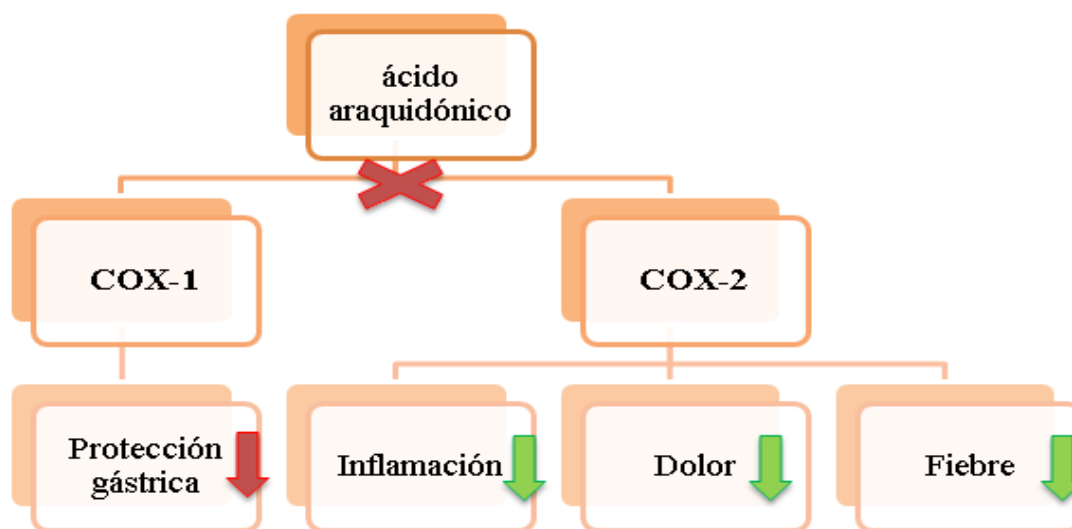 ácido
araquidónico
COX-1
COX-2
Protección
gástrica
Inflamación
Dolor
Fiebre